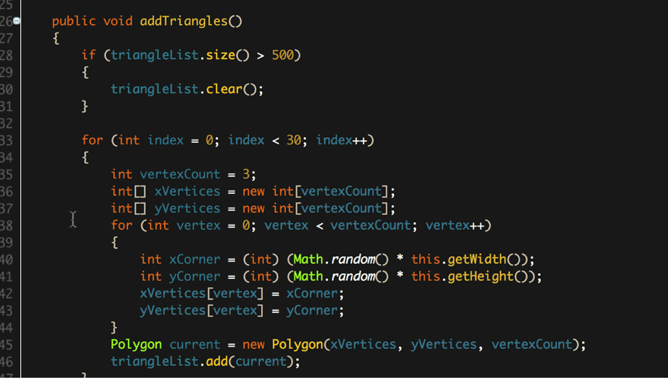 25
26 public void addTriangles()
27 {
28 if (triangleList.size() > 500)
29 {
30 triangleList.clear();
31 }
32
33 for (int index = 0; index < 30; index++)
34 {
35 int vertexCount = 3;
36 int[] xVertices = new int[vertexCount];
37 int[] yVertices = new int[vertexCount];
38 for (int vertex = 0; vertex < vertexCount; vertex++)
39 {
40 int xCorner = (int) (Math.random() * this.getWidth());
41 int yCorner = (int) (Math.random() * this.getHeight());
42 xVertices[vertex] = xCorner;
43 yVertices[vertex] = yCorner;
44 }
45 Polygon current = new Polygon(xVertices, yVertices, vertexCount);
46 triangleList.add(current);